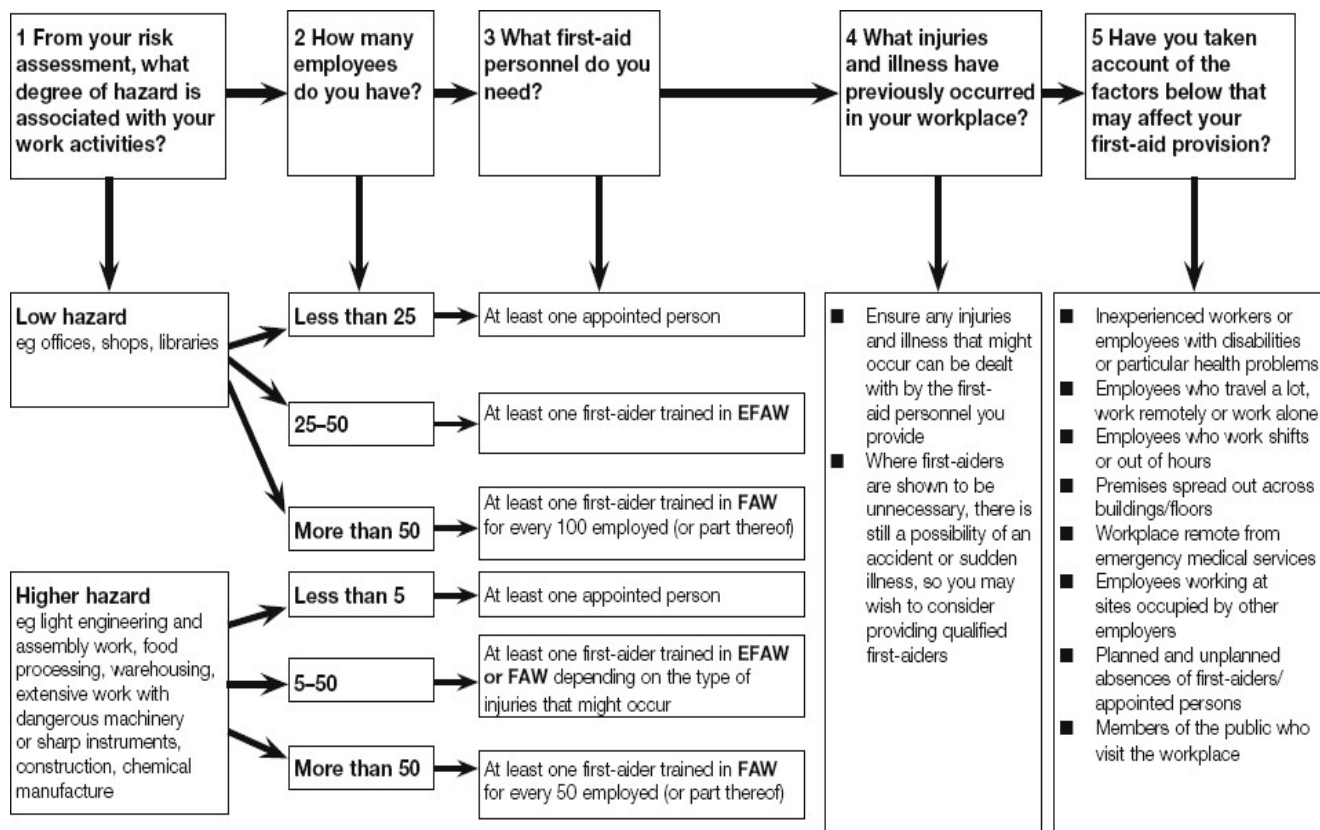 1 From your risk
assessment, what
degree of hazard is
associated with your
work activities?
2 How many
employees
do you have?
3 What first-aid
personnel do you
need?
4 What injuries
and illness have
previously occurred
in your workplace?
5 Have you taken
account of the
factors below that
may affect your
first-aid provision?
Low hazard
eg offices, shops, libraries
Less than 25
At least one appointed person
25–50
At least one first-aider trained in EFAW
More than 50
At least one first-aider trained in FAW
for every 100 employed (or part thereof)
Higher hazard
eg light engineering and
assembly work, food
processing, warehousing,
extensive work with
dangerous machinery
or sharp instruments,
construction, chemical
manufacture
Less than 5
At least one appointed person
5–50
At least one first-aider trained in EFAW
or FAW depending on the type of
injuries that might occur
More than 50
At least one first-aider trained in FAW
for every 50 employed (or part thereof)
■ Ensure any injuries
and illness that might
occur can be dealt
with by the first-
aid personnel you
provide
■ Where first-aiders
are shown to be
unnecessary, there is
still a possibility of an
accident or sudden
illness, so you may
wish to consider
providing qualified
first-aiders
■ Inexperienced workers or
employees with disabilities
or particular health problems
■ Employees who travel a lot,
work remotely or work alone
■ Employees who work shifts
or out of hours
■ Premises spread out across
buildings/floors
■ Workplace remote from
emergency medical services
■ Employees working at
sites occupied by other
employers
■ Planned and unplanned
absences of first-aiders/
appointed persons
■ Members of the public who
visit the workplace